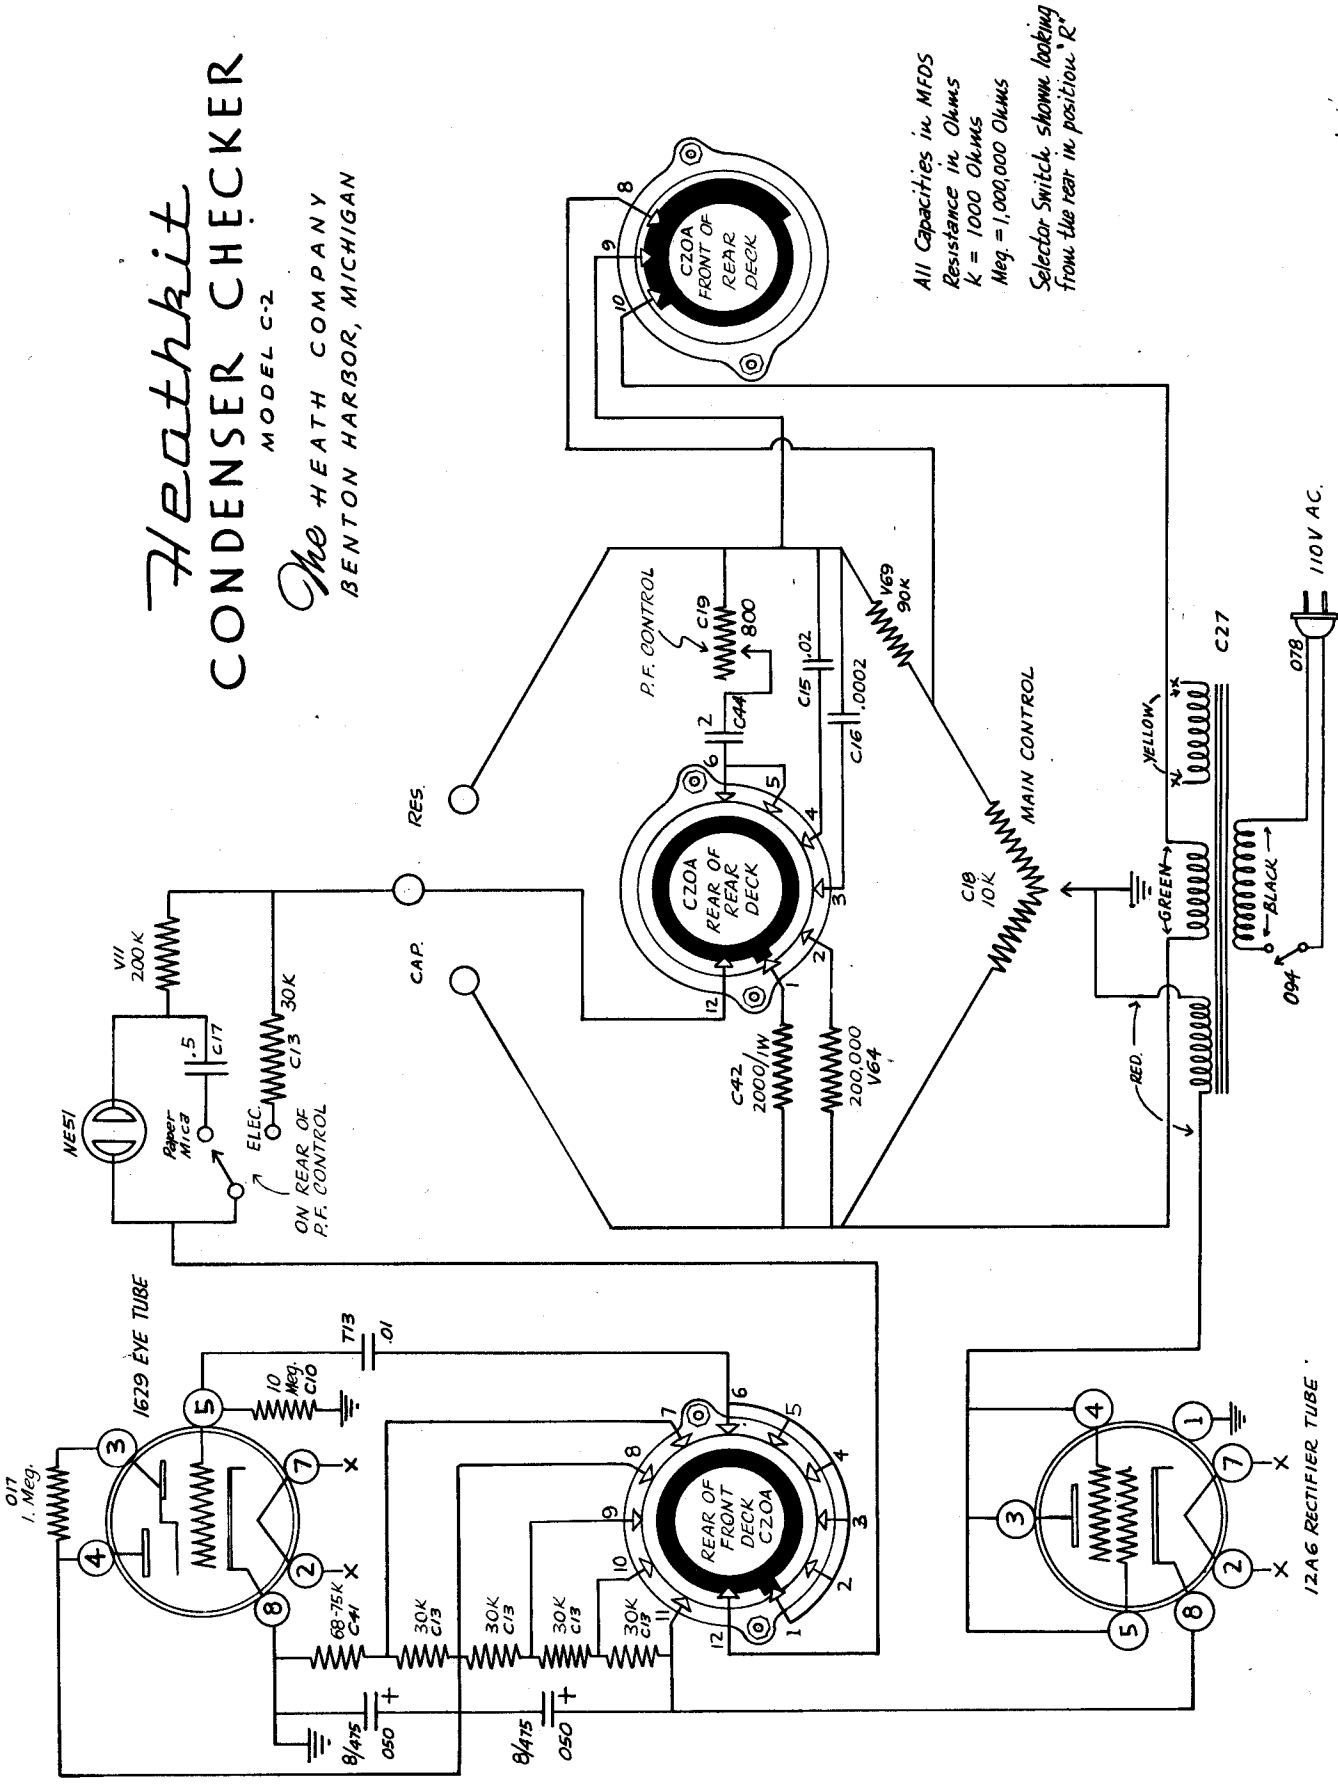 Heathkit
CONDENSER CHECKER
MODEL C-2
The HEATH COMPANY
BENTON HARBOR, MICHIGAN
All Capacities in MFDS
Resistance in Ohms
K = 1000 Ohms
Meg. = 1,000,000 Ohms
Selector Switch shown looking
from the rear in position "R"
017
1. Meg.
1629 EYE TUBE
3
4
5
7
2
8
X
X
10
Meg.
C10
T13
.01
68-75K
C41
30K
C13
30K
C13
30K
C13
30K
C13
8/475
050
+
8/475
050
+
REAR OF
FRONT
DECK
CZOA
1
2
3
4
5
6
7
8
9
10
11
12
NE51
V11
200K
Paper
Mica
.5
C17
ELEC.
30K
C13
ON REAR OF
P.F. CONTROL
CAP.
RES.
CZOA
REAR OF
REAR
DECK
12
1
2
3
4
5
6
C42
2000/1W
200,000
V64
2
C44
P.F. CONTROL
C19
800
C15
.02
C16
.0002
V69
90K
C18
10K
MAIN CONTROL
CZOA
FRONT OF
REAR
DECK
8
9
10
RED.
GREEN
YELLOW
X
X
BLACK
C27
094
078
110V AC.
4
3
5
1
7
2
8
X
X
12A6 RECTIFIER TUBE